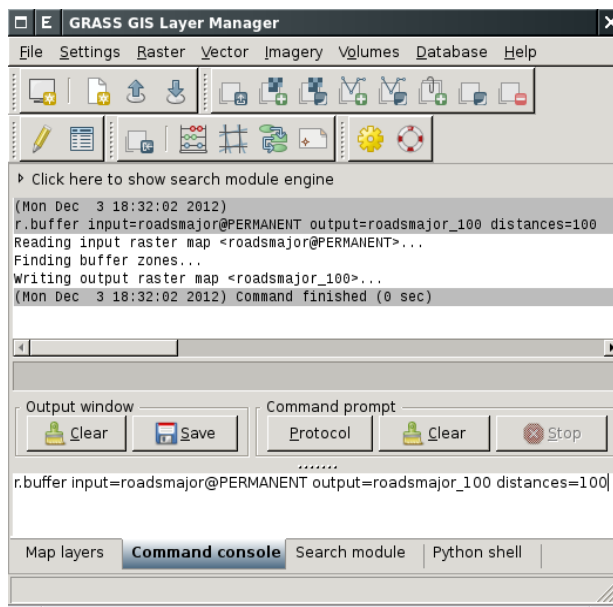 GRASS GIS Layer Manager
File Settings Raster Vector Imagery Volumes Database Help
Click here to show search module engine
(Mon Dec  3 18:32:02 2012)
r.buffer input=roadsmajor@PERMANENT output=roadsmajor_100 distances=100
Reading input raster map <roadsmajor@PERMANENT>...
Finding buffer zones...
Writing output raster map <roadsmajor_100>...
(Mon Dec  3 18:32:02 2012) Command finished (0 sec)
Output window Command prompt
Clear Save Protocol Clear Stop
r.buffer input=roadsmajor@PERMANENT output=roadsmajor_100 distances=100
Map layers Command console Search module Python shell